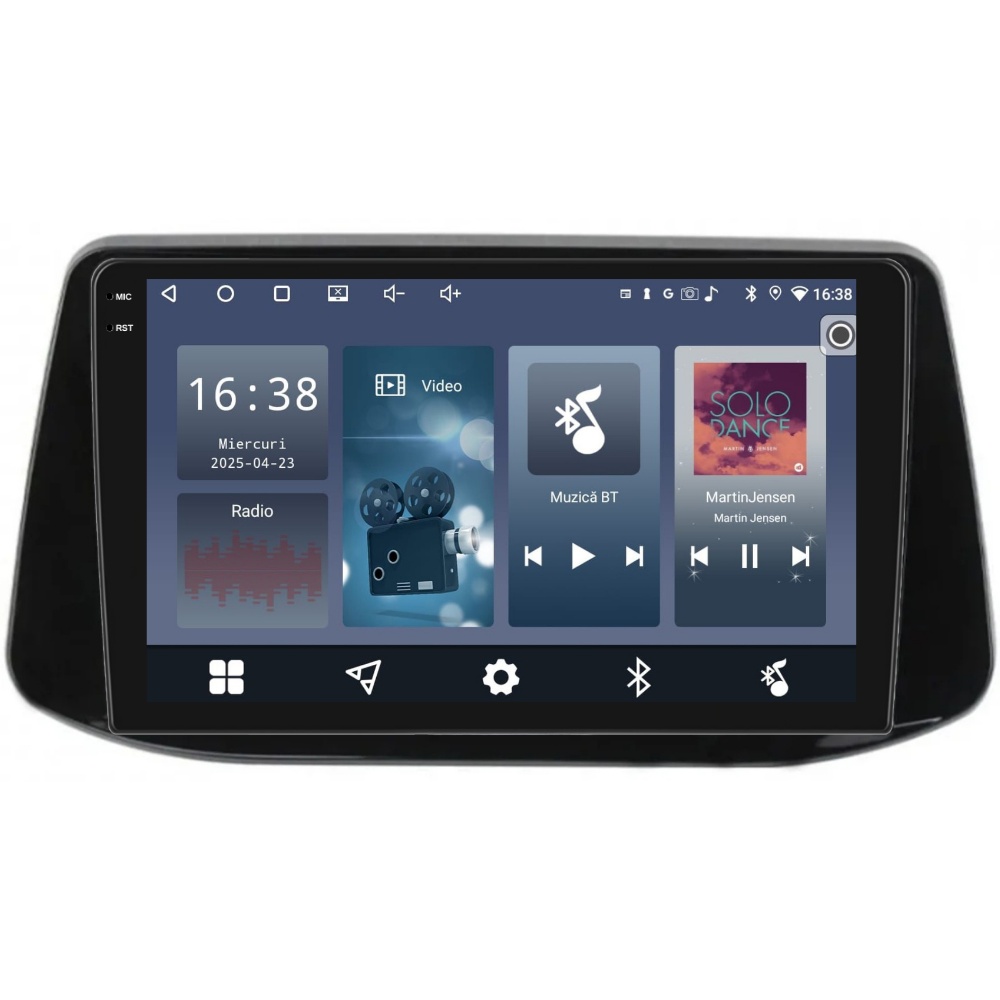 MIC
RST
16:38
16:38
Miercuri
2025-04-23
Radio
Video
Muzică BT
SOLO
DANCE
MARTIN JENSEN
MartinJensen
Martin Jensen